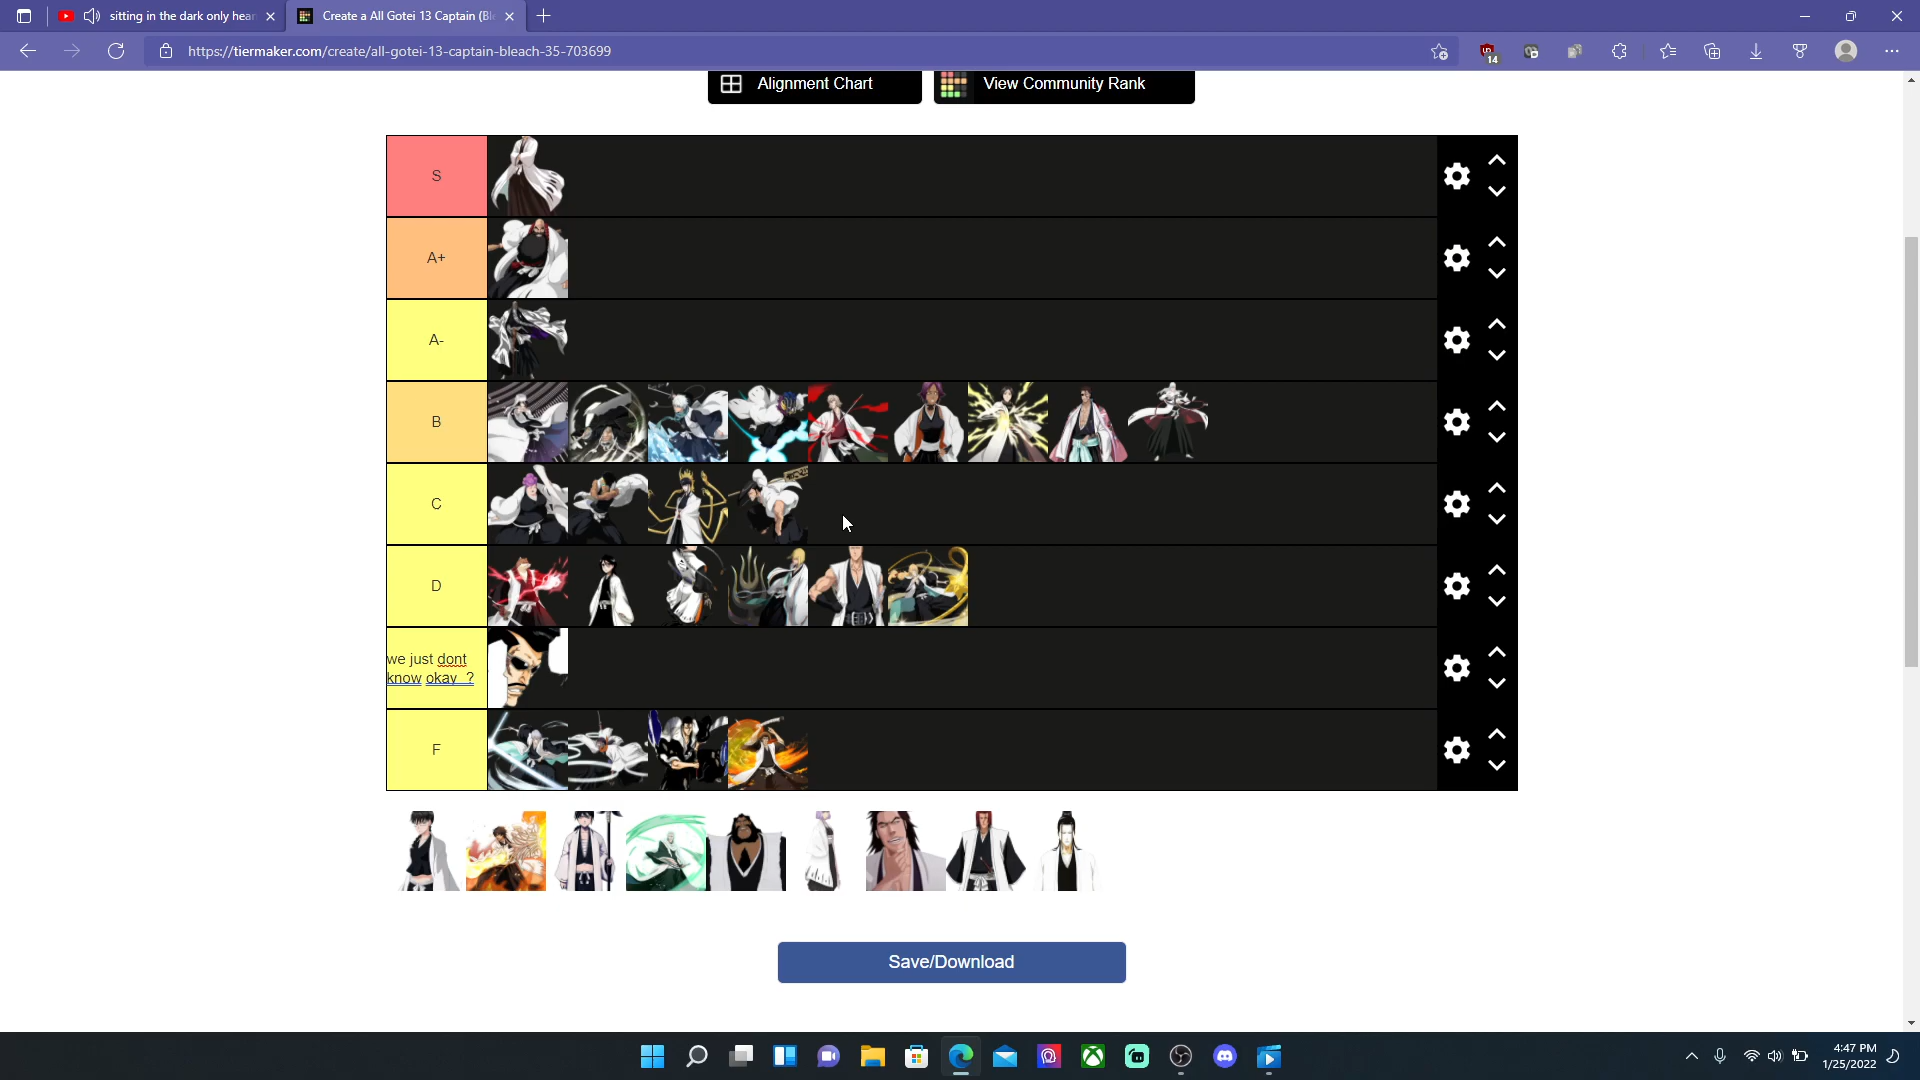 sitting in the dark only hear
Create a All Gotei 13 Captain (Bl
https://tiermaker.com/create/all-gotei-13-captain-bleach-35-703699
14
Alignment Chart
View Community Rank
S
A+
A-
B
C
D
we just dont
know okay ?
F
Save/Download
4:47 PM
1/25/2022